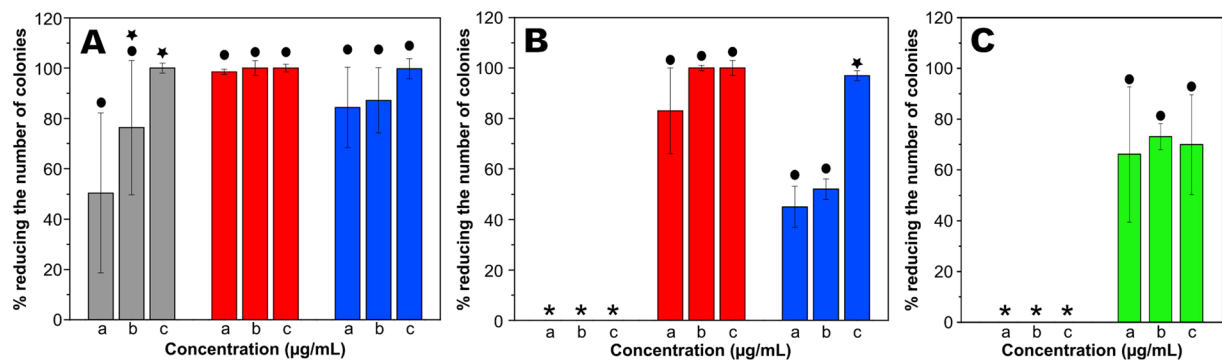 A
% reducing the number of colonies
120
100
80
60
40
20
0
a b c a b c a b c
Concentration (µg/mL)
B
% reducing the number of colonies
120
100
80
60
40
20
0
* * *
a b c a b c a b c
Concentration (µg/mL)
C
% reducing the number of colonies
120
100
80
60
40
20
0
* * *
a b c a b c
Concentration (µg/mL)